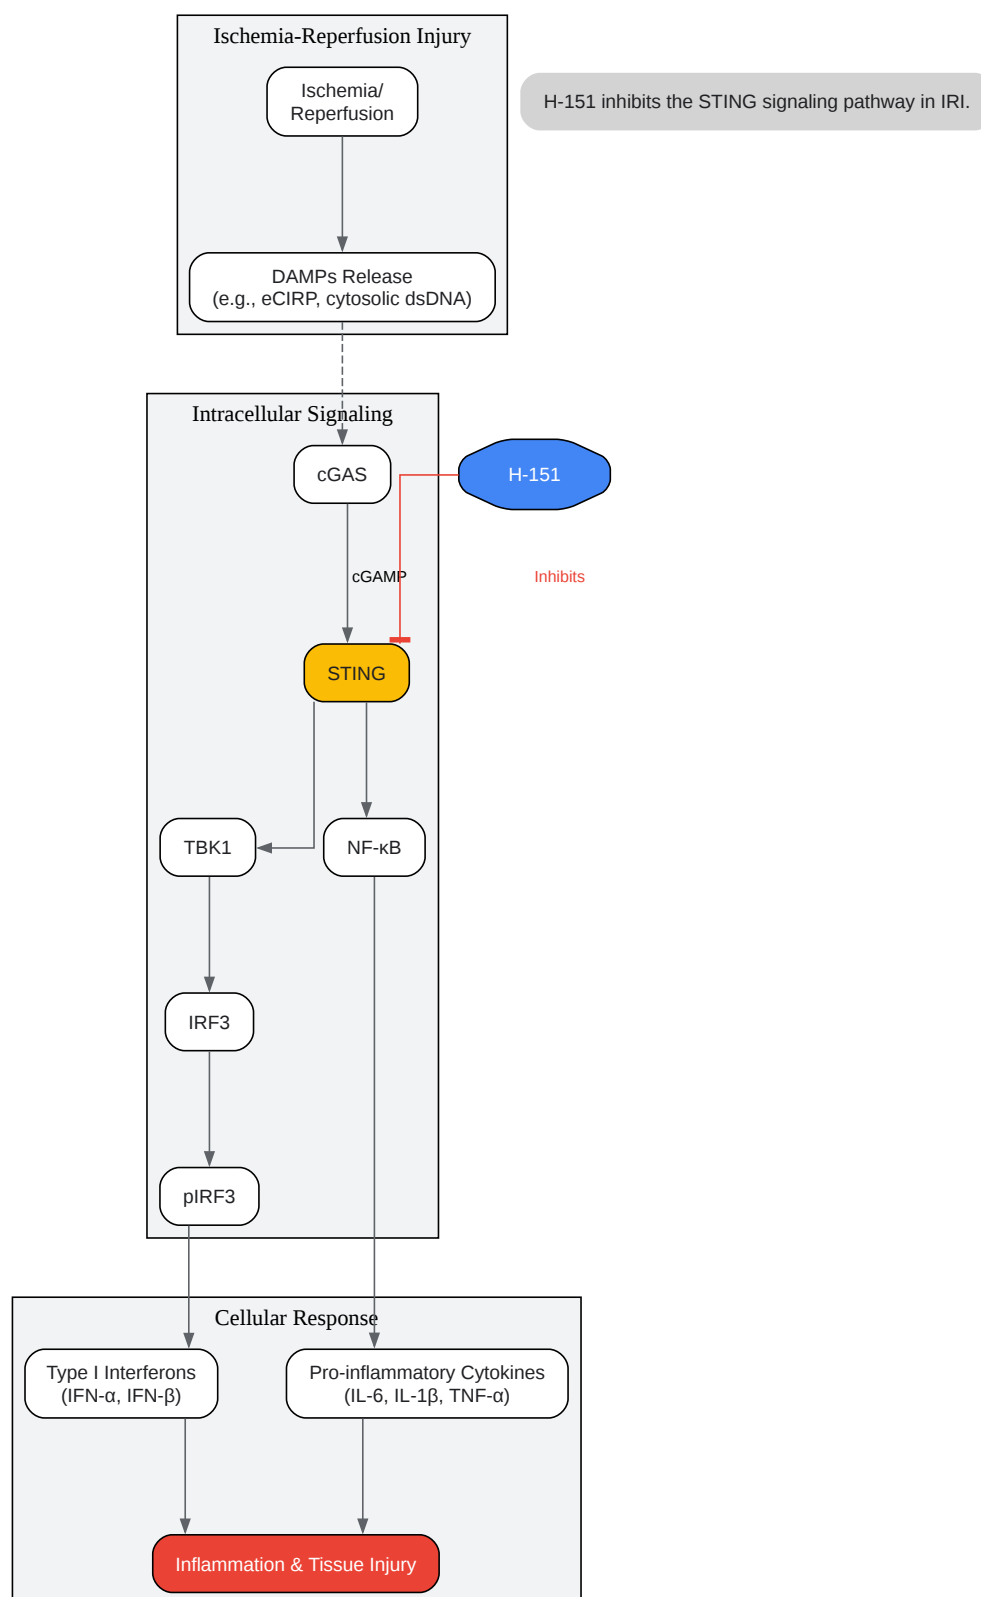 Ischemia-Reperfusion Injury
Ischemia/
Reperfusion
H-151 inhibits the STING signaling pathway in IRI.
DAMPs Release
(e.g., eCIRP, cytosolic dsDNA)
Intracellular Signaling
cGAS
H-151
cGAMP
Inhibits
STING
TBK1
NF-κB
IRF3
pIRF3
Cellular Response
Type I Interferons
(IFN-α, IFN-β)
Pro-inflammatory Cytokines
(IL-6, IL-1β, TNF-α)
Inflammation & Tissue Injury